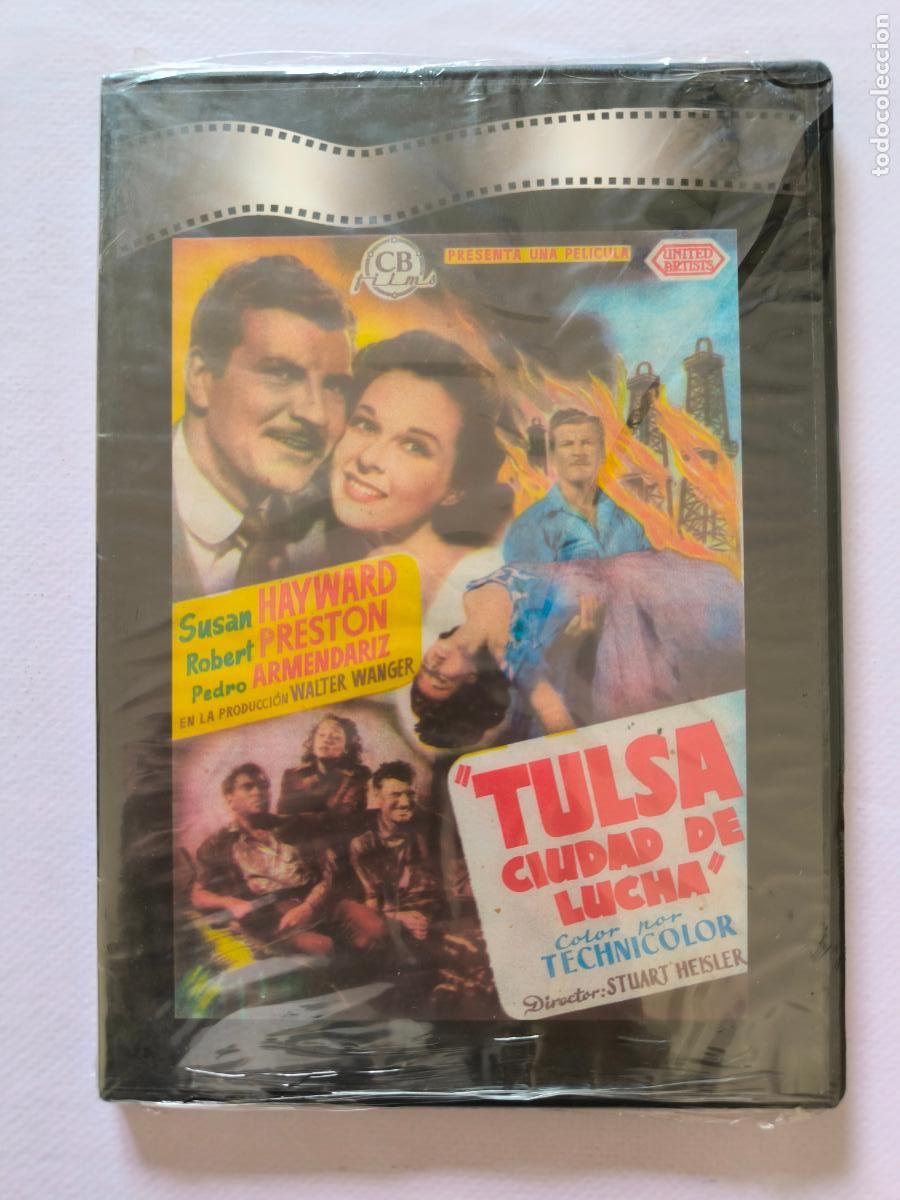 todocoleccion
CB
films
PRESENTA UNA PELICULA
UNITED
ARTISTS
Susan HAYWARD
Robert PRESTON
Pedro ARMENDARIZ
EN LA PRODUCCIÓN WALTER WANGER
"TULSA
CIUDAD DE
LUCHA"
Color por
TECHNICOLOR
Director: STUART HEISLER